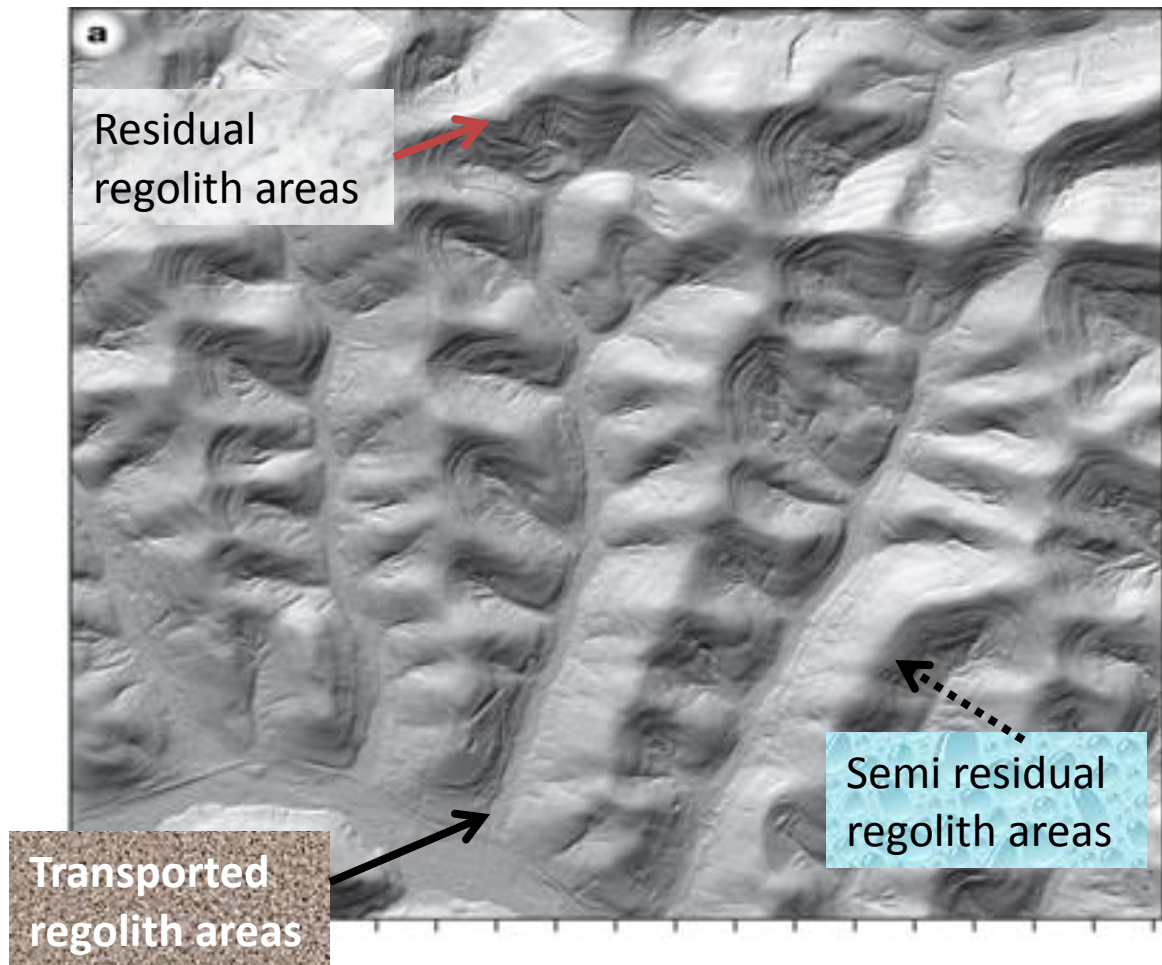 a
Residual
regolith areas
Semi residual
regolith areas
Transported
regolith areas